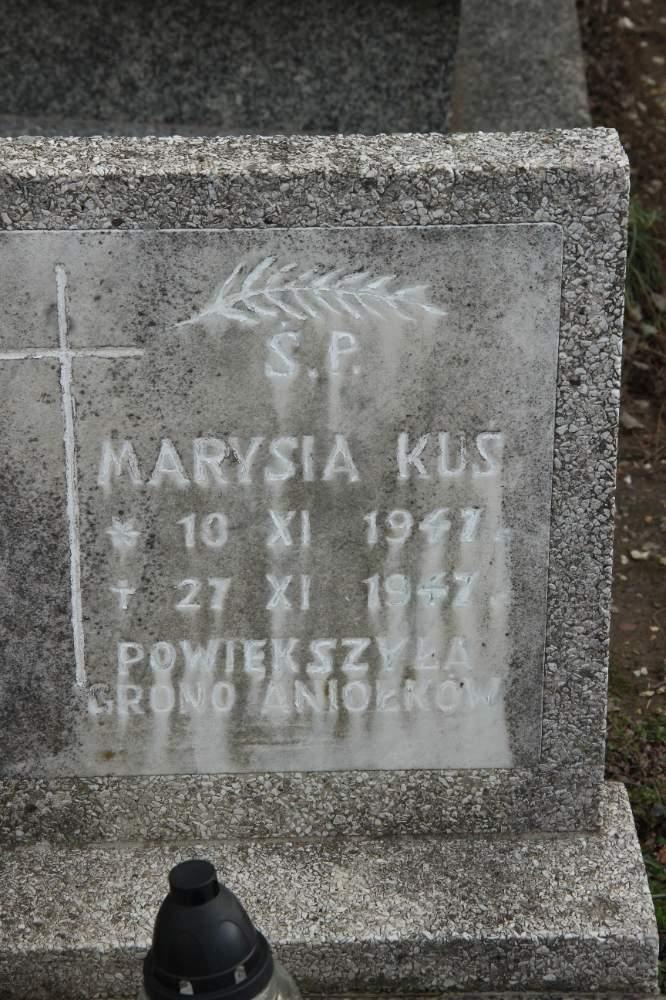 Ś.P.
MARYSIA KUS
* 10 XI 1947.
+ 27 XI 1947.
POWIEKSZYŁA
GRONO ANIOŁKÓW